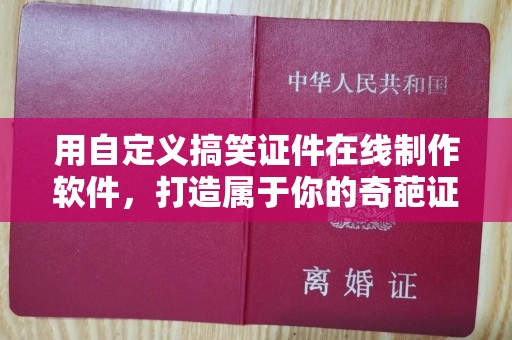 中华人民共和国
用自定义搞笑证件在线制作
软件，打造属于你的奇葩证
离婚证